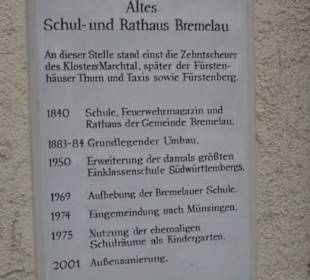 Altes
Schul- und Rathaus Bremelau
An dieser Stelle stand einst die Zehntscheuer
des Klosters Marchtal, später der Fürsten-
häuser Thurn und Taxis sowie Fürstenberg.
1840 Schule, Feuerwehrmagazin und
Rathaus der Gemeinde Bremelau.
1883-84 Grundlegender Umbau.
1950 Erweiterung der damals größten
Einklassenschule Südwürttembergs.
1969 Aufhebung der Bremelauer Schule.
1974 Eingemeindung nach Münsingen.
1975 Nutzung der ehemaligen
Schulräume als Kindergarten.
2001 Außensanierung.